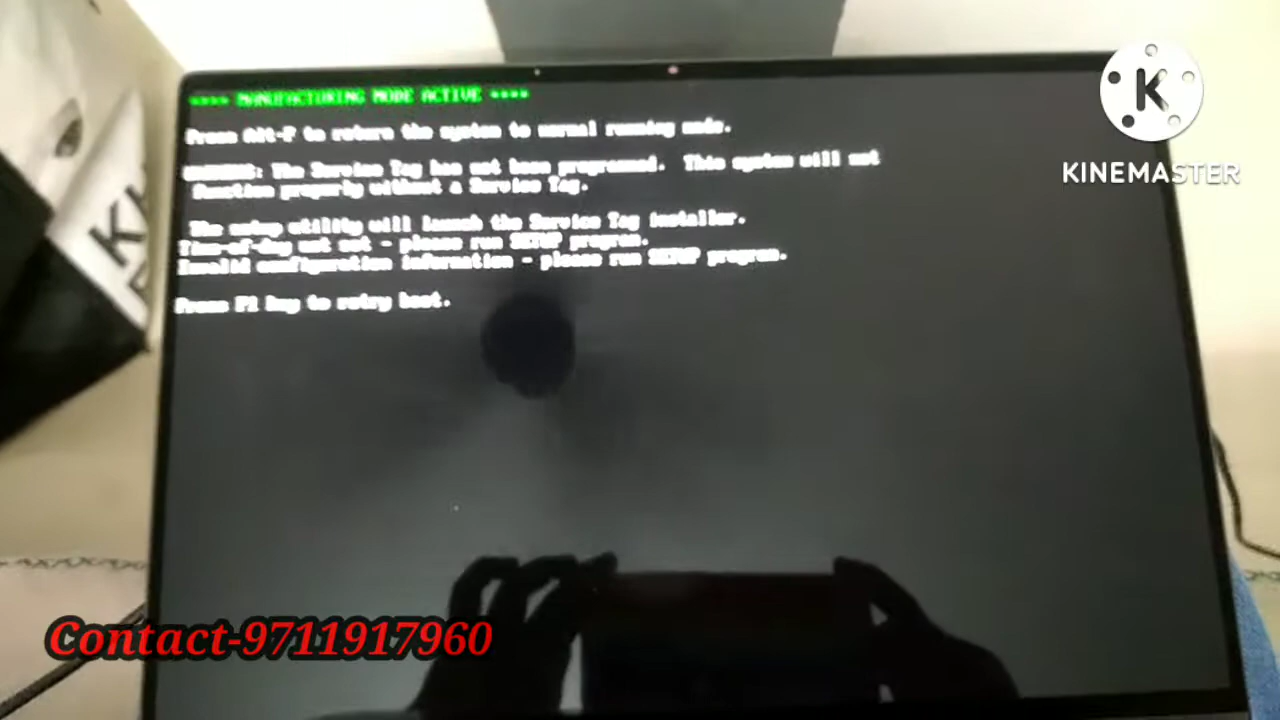 **** MANUFACTURING MODE ACTIVE ****
Press Alt-F to return the system to normal running mode.
WARNING: The Service Tag has not been programmed. This system will not
function properly without a Service Tag.
The setup utility will launch the Service Tag installer.
Time-of-day not set - please run SETUP program.
Invalid configuration information - please run SETUP program.
Press F1 key to retry boot.
K
KINEMASTER
K
Contact-9711917960